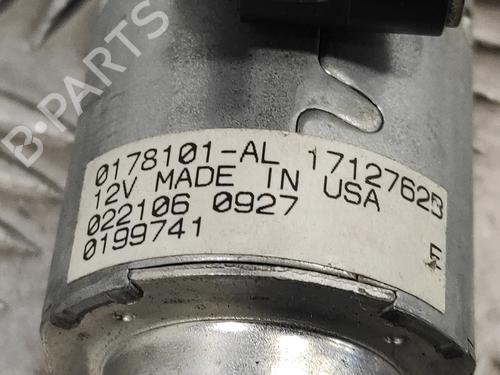 B-PARTS
0178101-AL 17127623
12V MADE IN USA
022106 0927
0199741
F